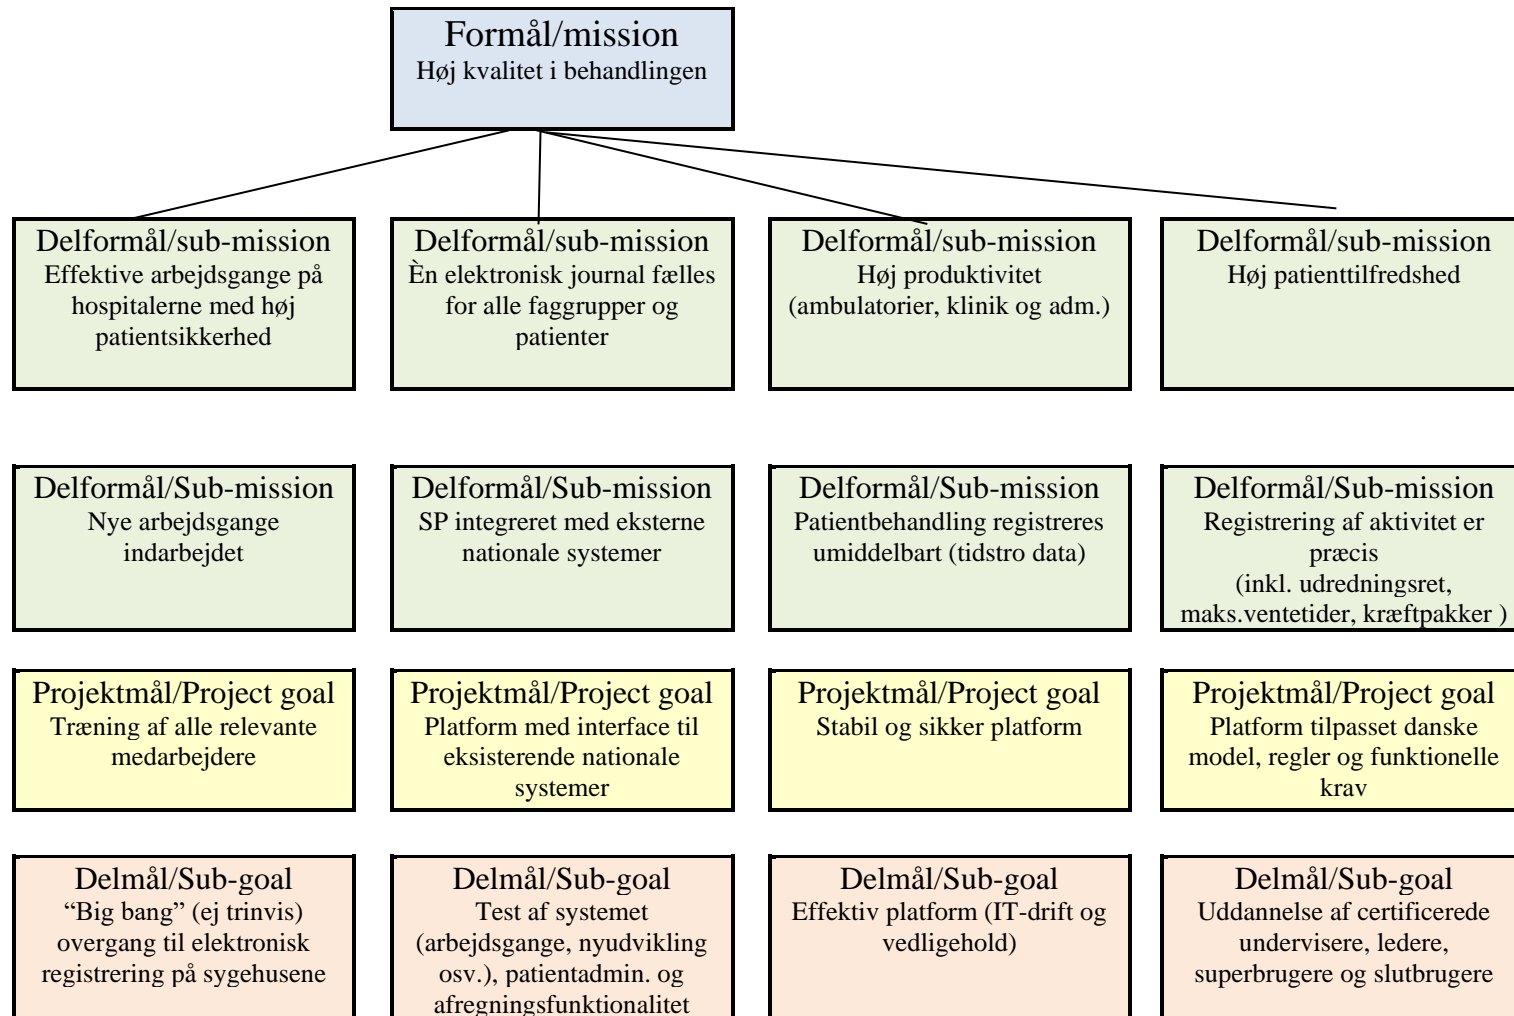 Formål/mission
Høj kvalitet i behandlingen
Delformål/sub-mission
Effektive arbejdsgange på
hospitalerne med høj
patientsikkerhed
Delformål/sub-mission
Èn elektronisk journal fælles
for alle faggrupper og
patienter
Delformål/sub-mission
Høj produktivitet
(ambulatorier, klinik og adm.)
Delformål/sub-mission
Høj patienttilfredshed
Delformål/Sub-mission
Nye arbejdsgange
indarbejdet
Delformål/Sub-mission
SP integreret med eksterne
nationale systemer
Delformål/Sub-mission
Patientbehandling registreres
umiddelbart (tidstro data)
Delformål/Sub-mission
Registrering af aktivitet er
præcis
(inkl. udredningsret,
maks.ventetider, kræftpakker )
Projektmål/Project goal
Træning af alle relevante
medarbejdere
Projektmål/Project goal
Platform med interface til
eksisterende nationale
systemer
Projektmål/Project goal
Stabil og sikker platform
Projektmål/Project goal
Platform tilpasset danske
model, regler og funktionelle
krav
Delmål/Sub-goal
“Big bang” (ej trinvis)
overgang til elektronisk
registrering på sygehusene
Delmål/Sub-goal
Test af systemet
(arbejdsgange, nyudvikling
osv.), patientadmin. og
afregningsfunktionalitet
Delmål/Sub-goal
Effektiv platform (IT-drift og
vedligehold)
Delmål/Sub-goal
Uddannelse af certificerede
undervisere, ledere,
superbrugere og slutbrugere